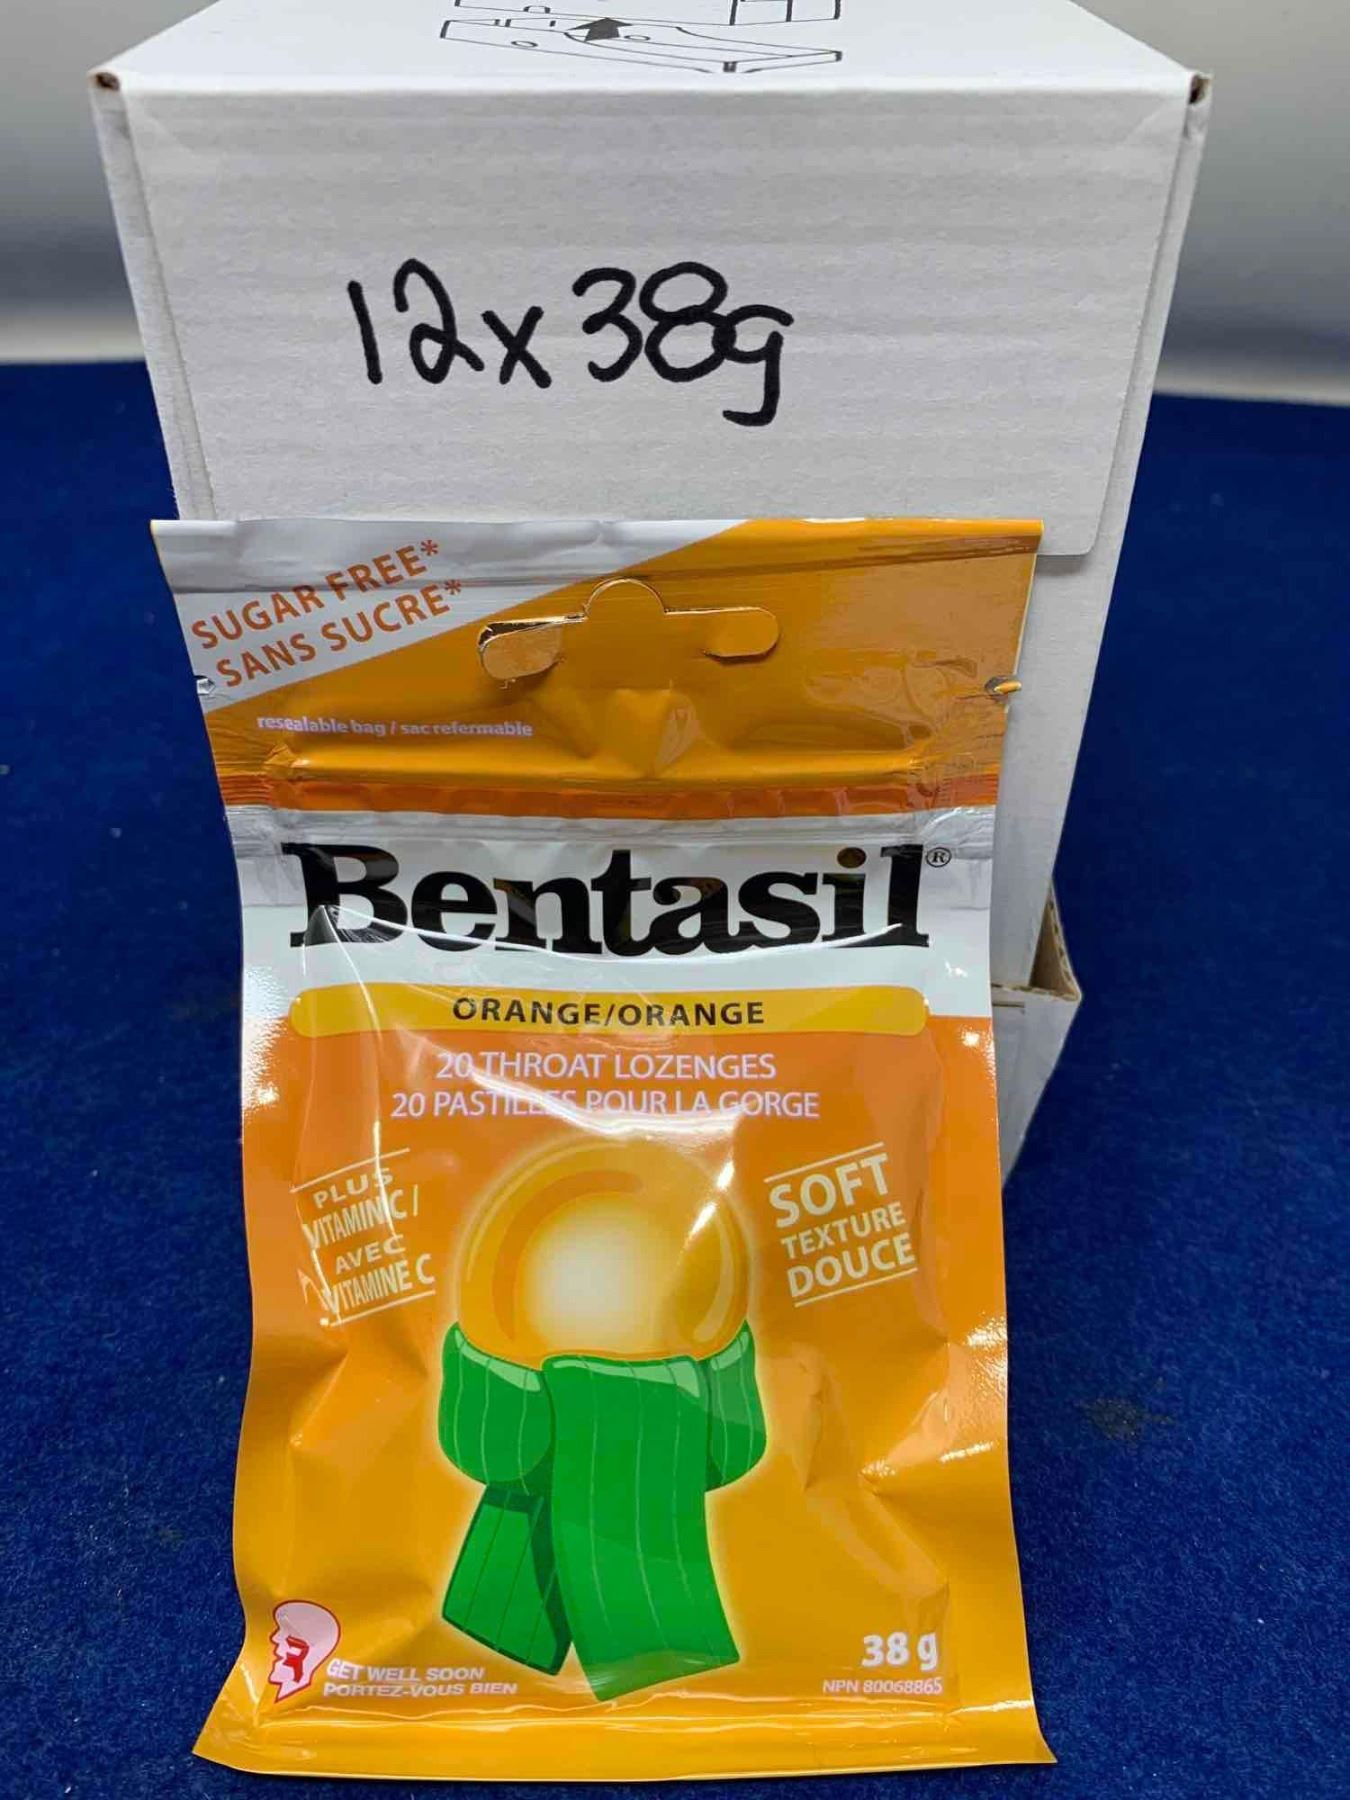 12x38g
SUGAR FREE*
SANS SUCRE*
resealable bag / sac refermable
Bentasil®
ORANGE/ORANGE
20 THROAT LOZENGES
20 PASTILLES POUR LA GORGE
PLUS
VITAMIN C /
AVEC
VITAMINE C
SOFT
TEXTURE
DOUCE
GET WELL SOON
PORTEZ-VOUS BIEN
38 g
NPN 80068865